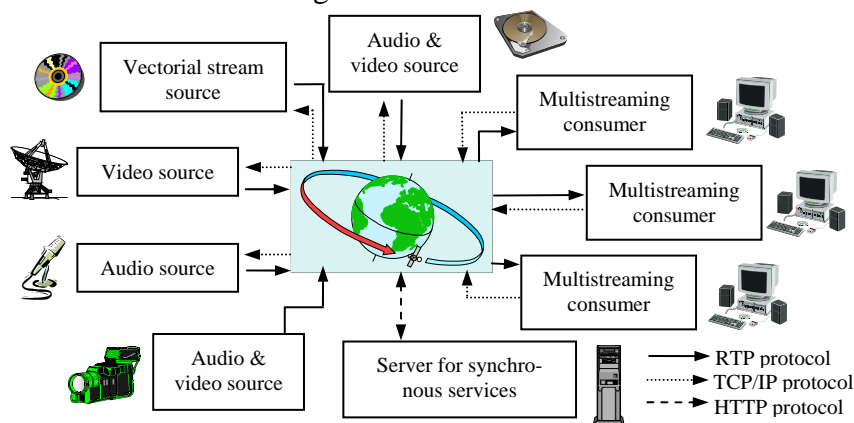 Audio &
video source
Vectorial stream
source
Multistreaming
consumer
Video source
Multistreaming
consumer
Audio source
Multistreaming
consumer
Audio &
video source
Server for synchro-
nous services
RTP protocol
TCP/IP protocol
HTTP protocol